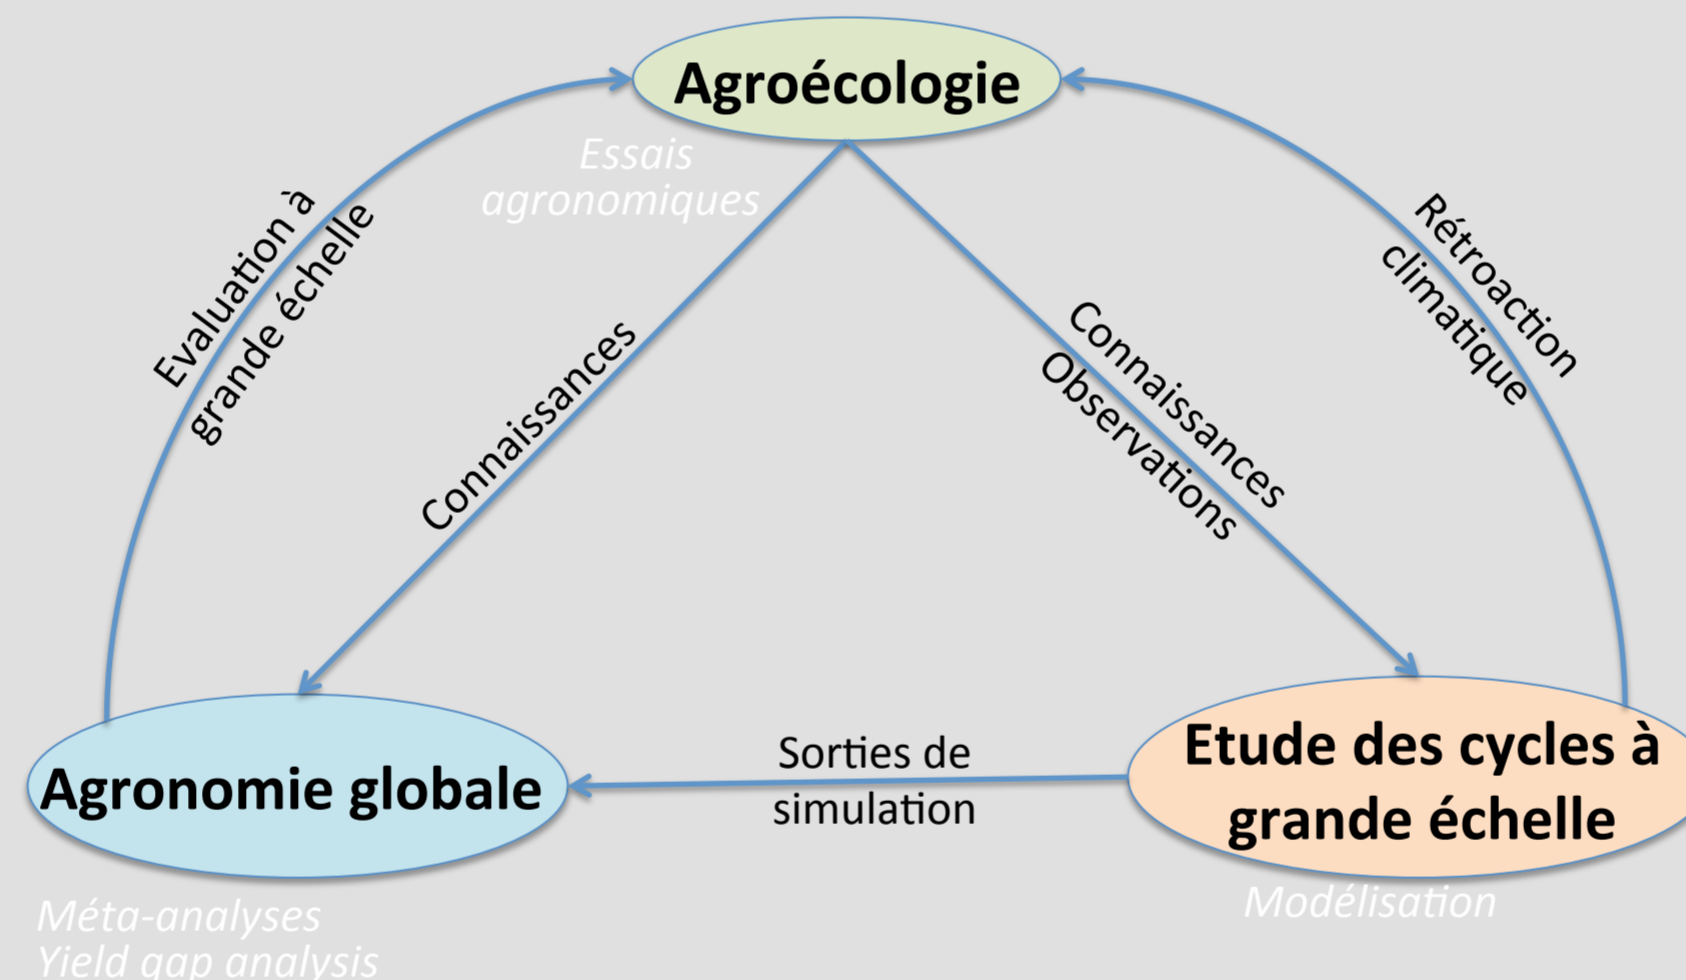 Agroécologie
Essais
agronomiques
Evaluation à
grande échelle
Connaissances
Connaissances
Observations
Rétroaction
climatique
Sorties de
simulation
Agronomie globale
Etude des cycles à
grande échelle
Méta-analyses
Yield gap analysis
Modélisation